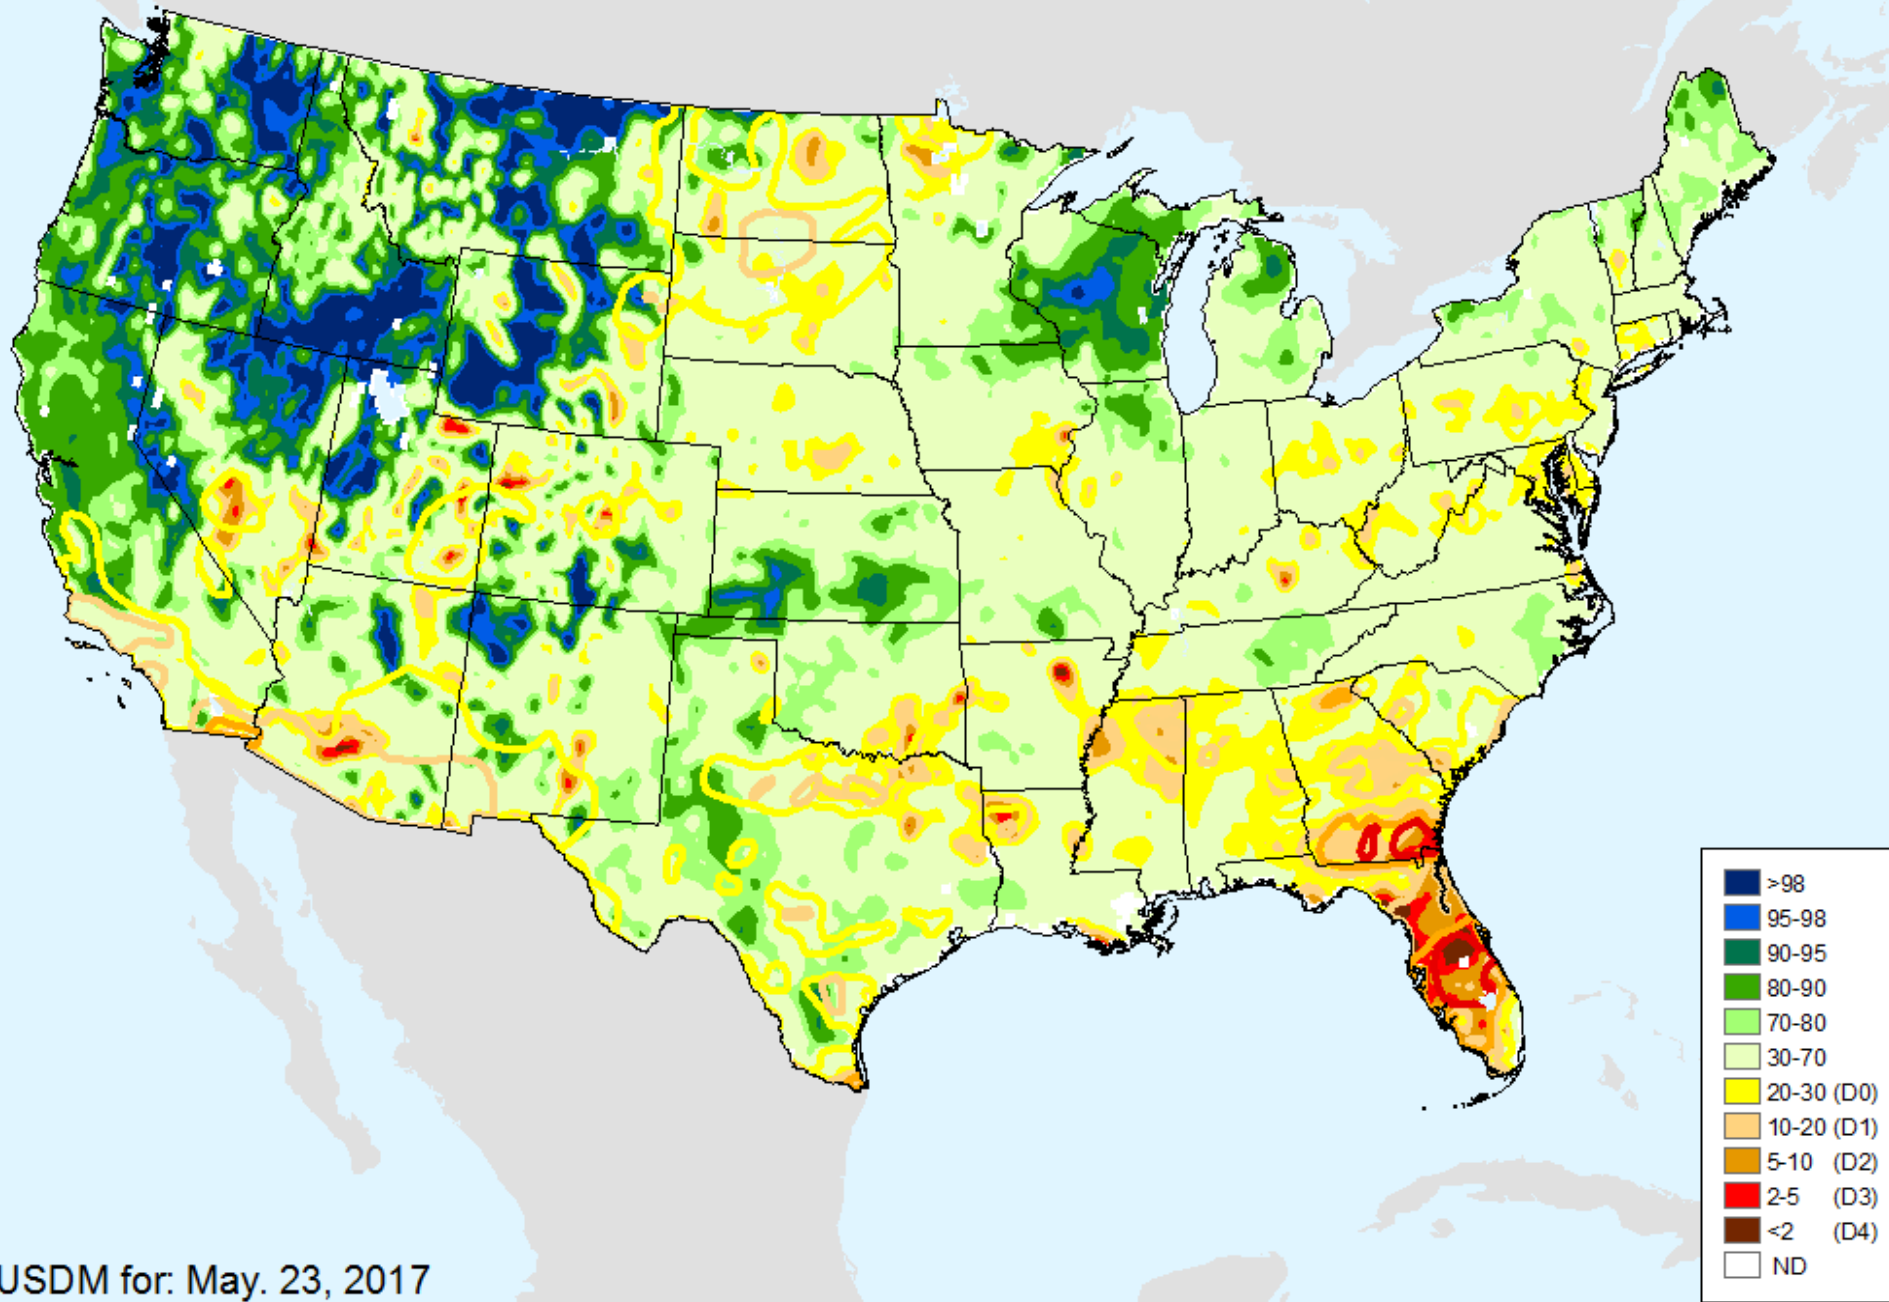 >98
95-98
90-95
80-90
70-80
30-70
20-30 (D0)
10-20 (D1)
5-10 (D2)
2-5 (D3)
<2 (D4)
ND
USDM for: May. 23, 2017